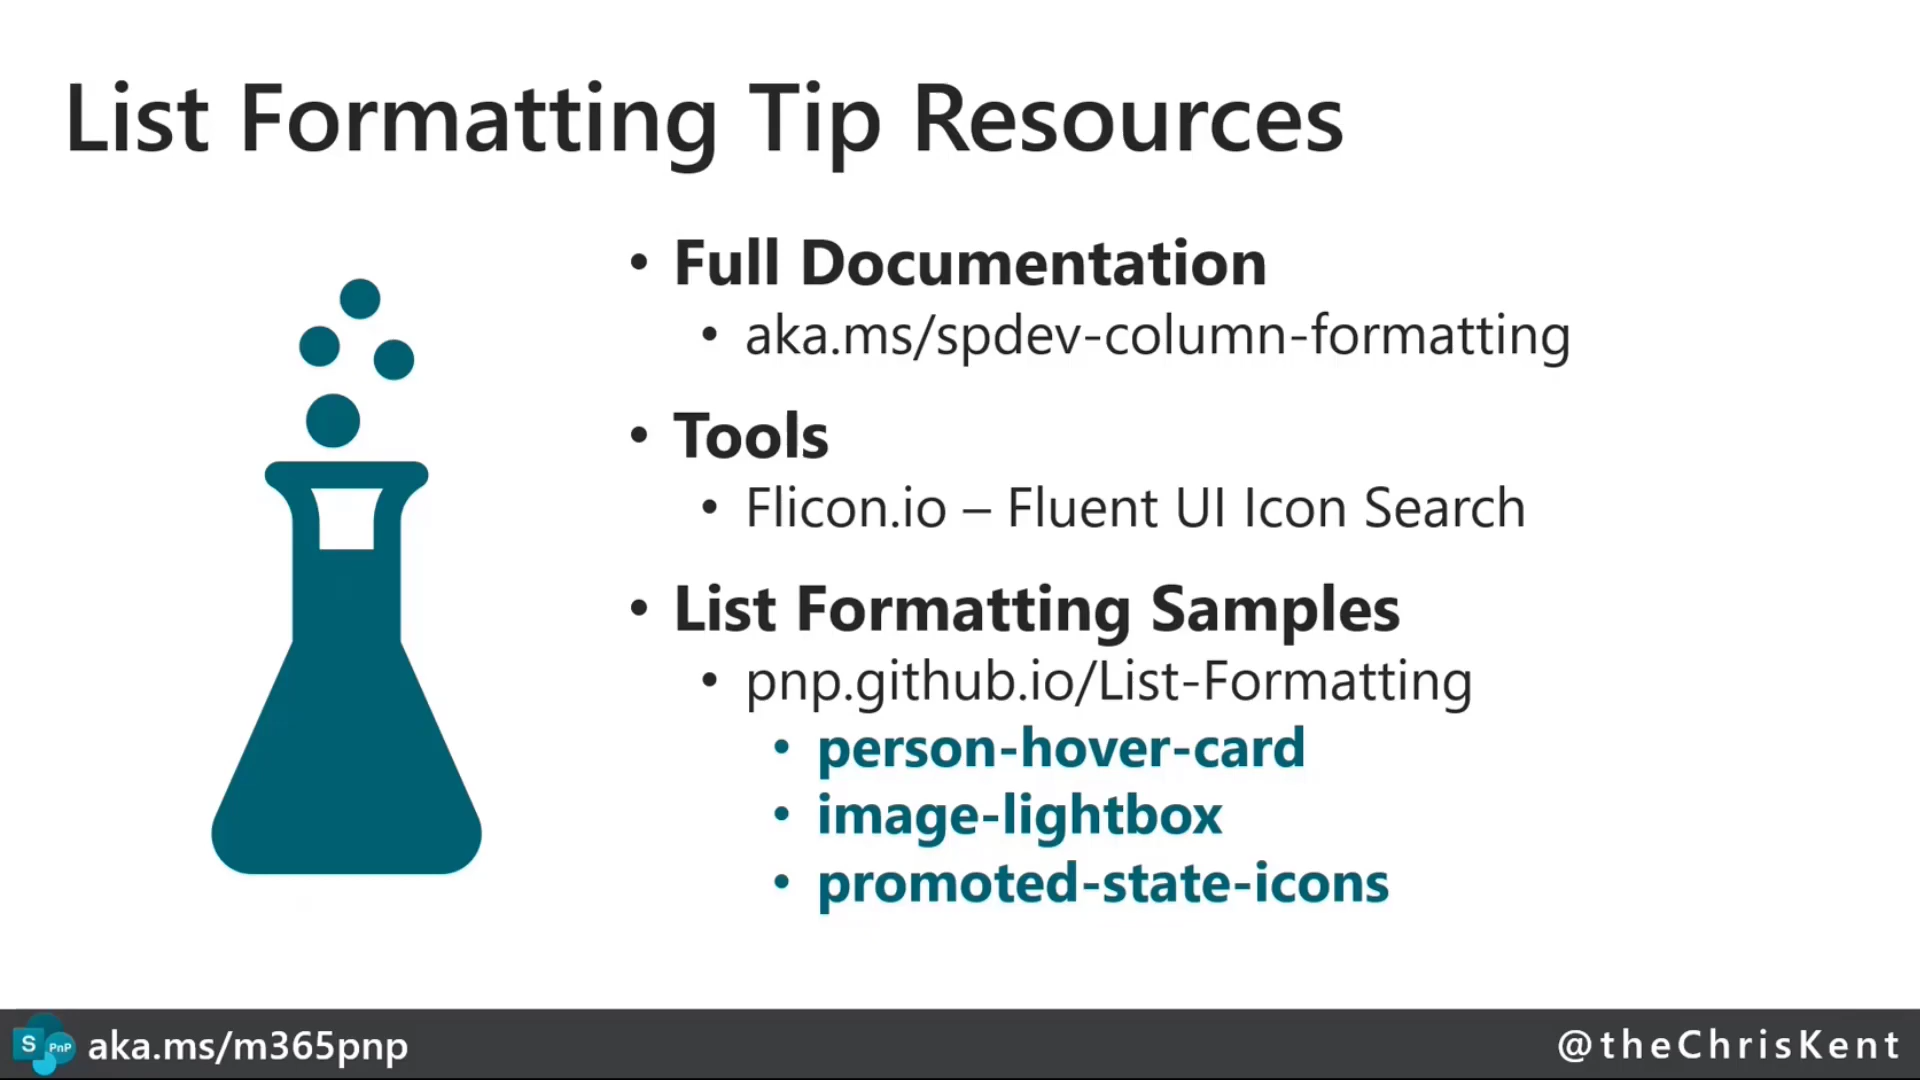 List Formatting Tip Resources
• Full Documentation
• aka.ms/spdev-column-formatting
• Tools
• Flicon.io – Fluent UI Icon Search
• List Formatting Samples
• pnp.github.io/List-Formatting
• person-hover-card
• image-lightbox
• promoted-state-icons
S PnP aka.ms/m365pnp
@theChrisKent